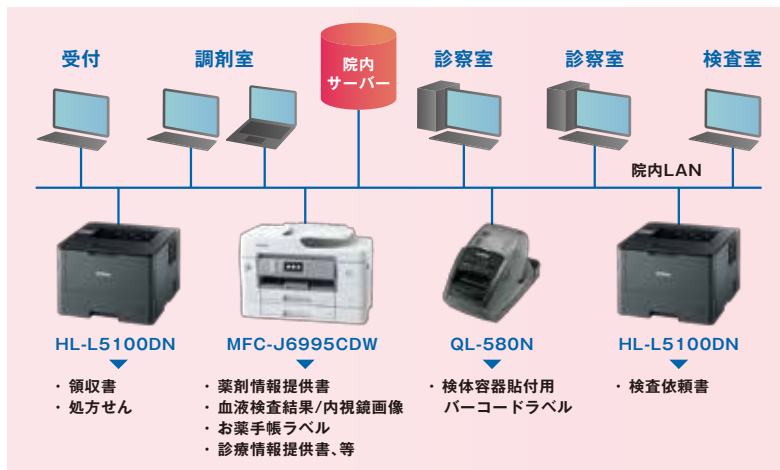 受付
調剤室
院内
サーバー
診察室
診察室
検査室
院内LAN
HL-L5100DN
・領収書
・処方せん
MFC-J6995CDW
・薬剤情報提供書
・血液検査結果/内視鏡画像
・お薬手帳ラベル
・診療情報提供書、等
QL-580N
・検体容器貼付用
バーコードラベル
HL-L5100DN
・検査依頼書